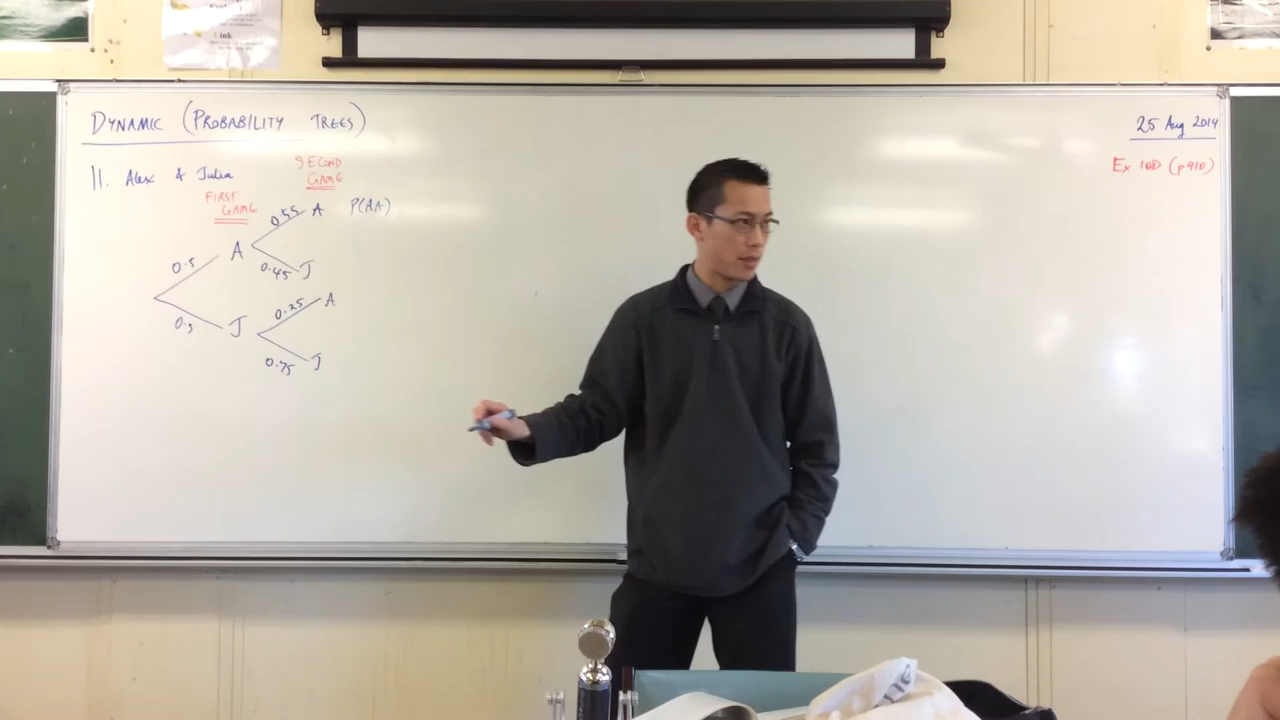 Link
DYNAMIC (PROBABILITY TREES)
25 Aug 2014
Ex 10D (p410)
11. Alex & Julia
FIRST
GAME
SECOND
GAME
0.5
A
0.55
A
P(AA)
0.45
J
0.5
J
0.25
A
0.75
J